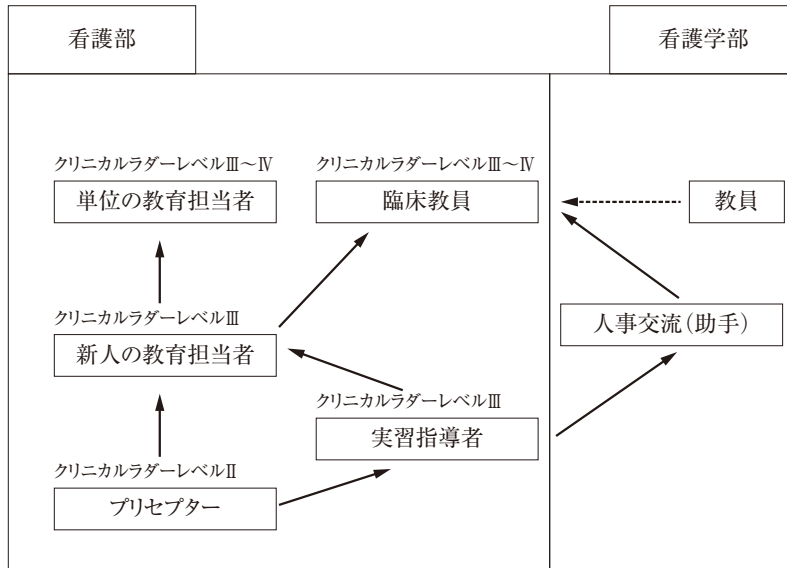 看護部
看護学部
クリニカルラダーレベルⅢ～Ⅳ
単位の教育担当者
クリニカルラダーレベルⅢ～Ⅳ
臨床教員
教員
クリニカルラダーレベルⅢ
新人の教育担当者
人事交流（助手）
クリニカルラダーレベルⅢ
実習指導者
クリニカルラダーレベルⅡ
プリセプター